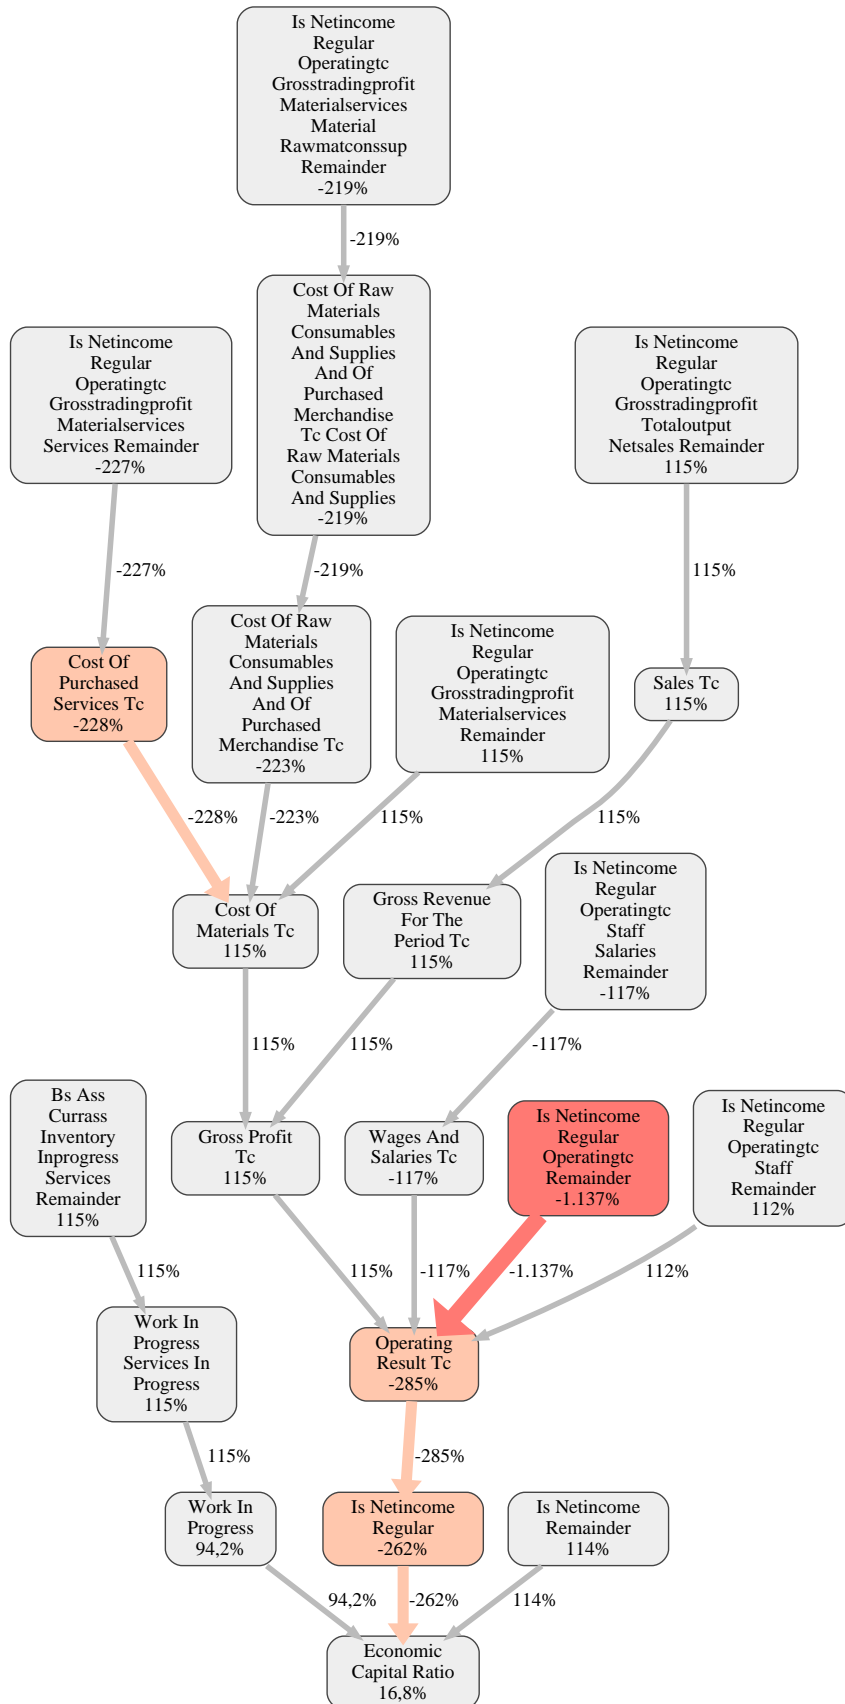 Is Netincome
Regular
Operatingtc
Grosstradingprofit
Materialservices
Material
Rawmatconssup
Remainder
-219%
-219%
Cost Of Raw
Materials
Consumables
And Supplies
And Of
Purchased
Merchandise
Tc Cost Of
Raw Materials
Consumables
And Supplies
-219%
Is Netincome
Regular
Operatingtc
Grosstradingprofit
Materialservices
Services Remainder
-227%
Is Netincome
Regular
Operatingtc
Grosstradingprofit
Totaloutput
Netsales Remainder
115%
-227%
-219%
115%
Cost Of
Purchased
Services Tc
-228%
Cost Of Raw
Materials
Consumables
And Supplies
And Of
Purchased
Merchandise Tc
-223%
Is Netincome
Regular
Operatingtc
Grosstradingprofit
Materialservices
Remainder
115%
Sales Tc
115%
-228%
-223%
115%
115%
Cost Of
Materials Tc
115%
Gross Revenue
For The
Period Tc
115%
Is Netincome
Regular
Operatingtc
Staff
Salaries
Remainder
-117%
115%
115%
-117%
Bs Ass
Currass
Inventory
Inprogress
Services
Remainder
115%
Gross Profit
Tc
115%
Wages And
Salaries Tc
-117%
Is Netincome
Regular
Operatingtc
Remainder
-1.137%
Is Netincome
Regular
Operatingtc
Staff
Remainder
112%
115%
115%
-117%
-1.137%
112%
Work In
Progress
Services In
Progress
115%
Operating
Result Tc
-285%
115%
-285%
Work In
Progress
94,2%
Is Netincome
Regular
-262%
Is Netincome
Remainder
114%
94,2%
-262%
114%
Economic
Capital Ratio
16,8%